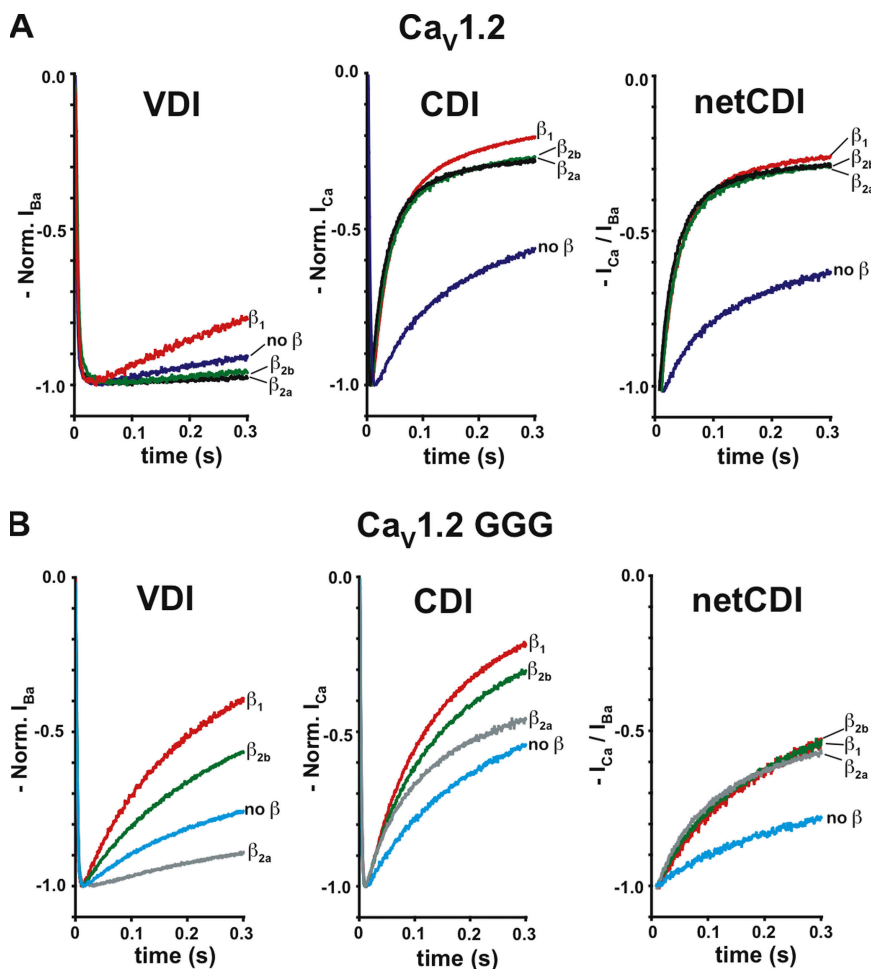 A
CaV1.2
VDI
CDI
netCDI
- Norm. IBa
0.0
-0.5
-1.0
0
0.1
0.2
0.3
time (s)
β1
no β
β2b
β2a
- Norm. ICa
0.0
-0.5
-1.0
0
0.1
0.2
0.3
time (s)
β1
β2b
β2a
no β
- ICa / IBa
0.0
-0.5
-1.0
0
0.1
0.2
0.3
time (s)
β1
β2b
β2a
no β
B
CaV1.2 GGG
VDI
CDI
netCDI
- Norm. IBa
0.0
-0.5
-1.0
0
0.1
0.2
0.3
time (s)
β1
β2b
no β
β2a
- Norm. ICa
0.0
-0.5
-1.0
0
0.1
0.2
0.3
time (s)
β1
β2b
β2a
no β
- ICa / IBa
0.0
-0.5
-1.0
0
0.1
0.2
0.3
time (s)
β2b
β1
β2a
no β